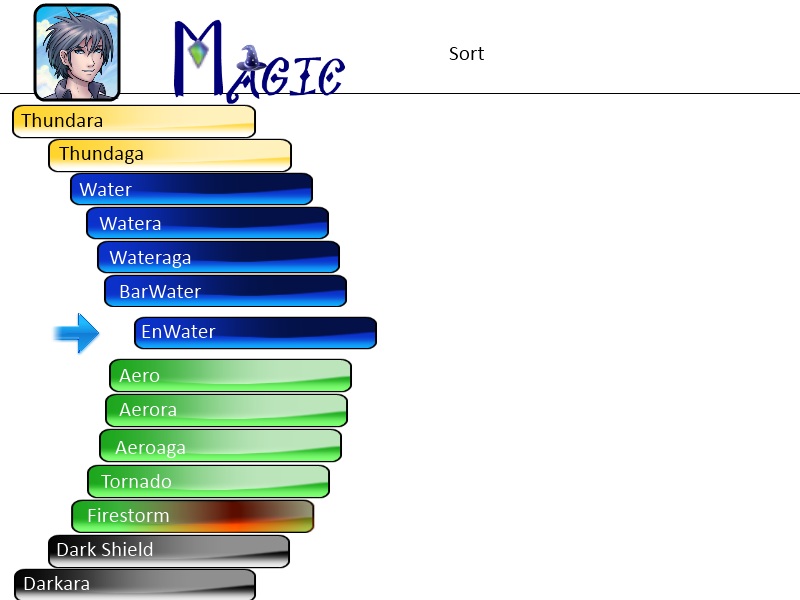 Magic
Sort
Thundara
Thundaga
Water
Watera
Wateraga
BarWater
EnWater
Aero
Aerora
Aeroaga
Tornado
Firestorm
Dark Shield
Darkara